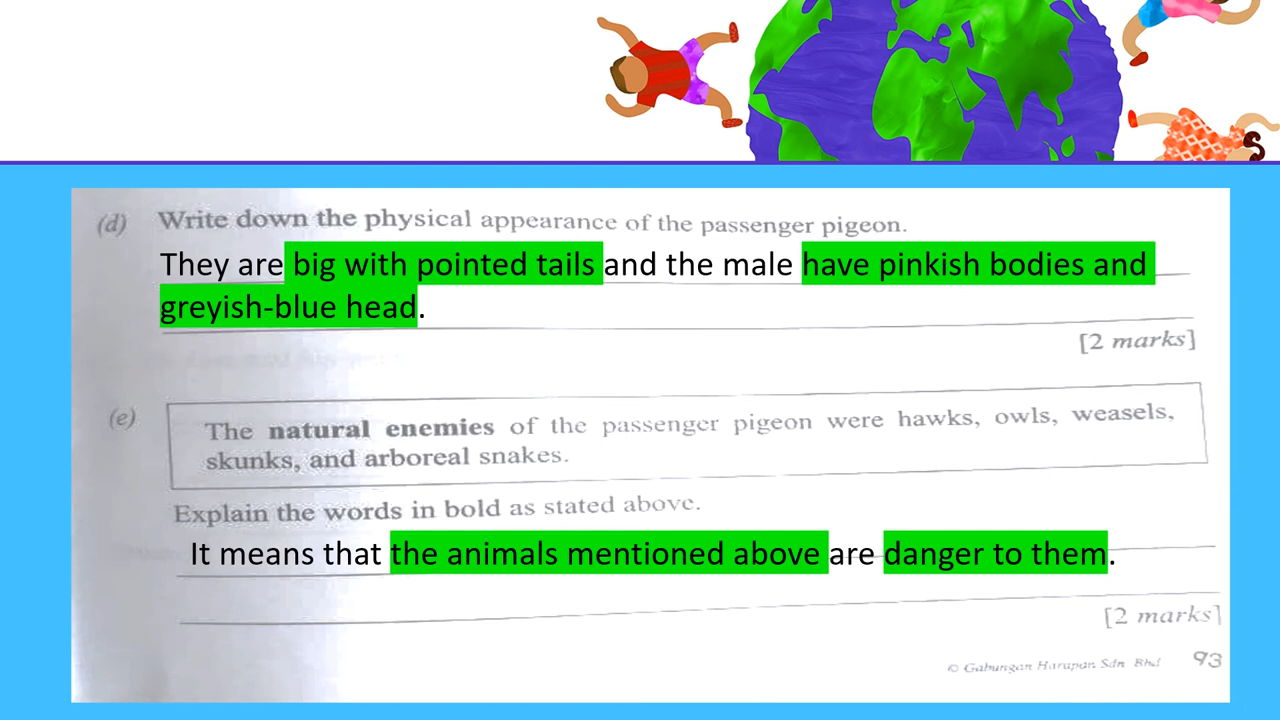 (d) Write down the physical appearance of the passenger pigeon.
They are big with pointed tails and the male have pinkish bodies and
greyish-blue head.
[2 marks]
(e) The natural enemies of the passenger pigeon were hawks, owls, weasels,
skunks, and arboreal snakes.
Explain the words in bold as stated above.
It means that the animals mentioned above are danger to them.
[2 marks]
© Gabungan Harapan Sdn Bhd 93